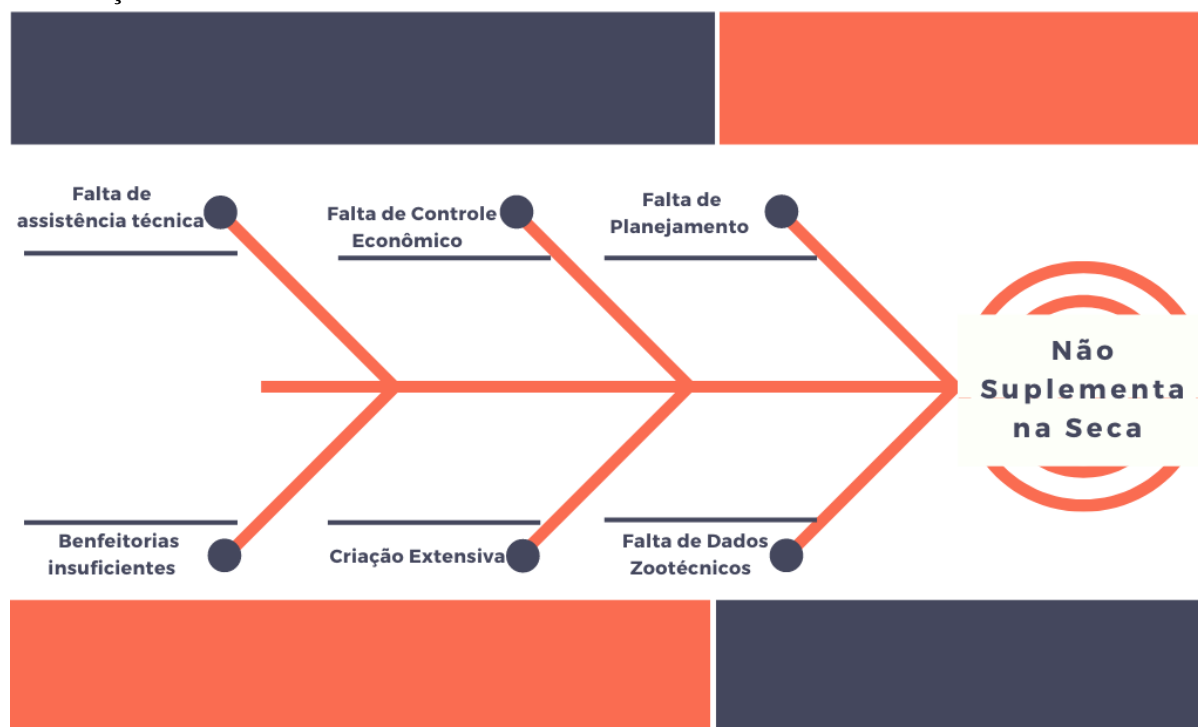 Falta de
assistência técnica
Falta de Controle
Econômico
Falta de
Planejamento
Não
Suplementa
na Seca
Benfeitorias
insuficientes
Criação Extensiva
Falta de Dados
Zootécnicos